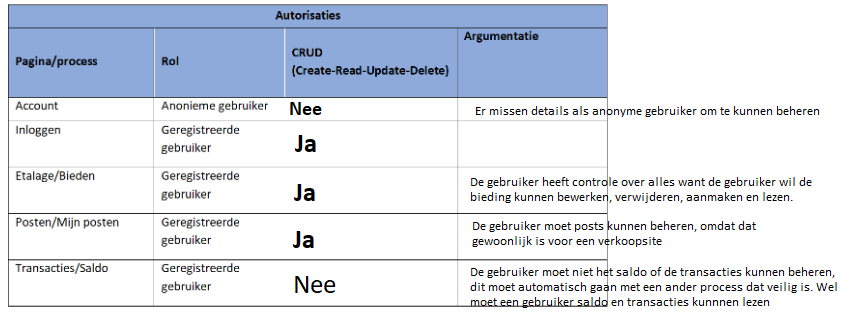 Autorisaties
Pagina/process Rol CRUD (Create-Read-Update-Delete) Argumentatie
Account Anonieme gebruiker Nee Er missen details als anonyme gebruiker om te kunnen beheren
Inloggen Geregistreerde gebruiker Ja
Etalage/Bieden Geregistreerde gebruiker Ja De gebruiker heeft controle over alles want de gebruiker wil de
bieding kunnen bewerken, verwijderen, aanmaken en lezen.
Posten/Mijn posten Geregistreerde gebruiker Ja De gebruiker moet posts kunnen beheren, omdat dat
gewoonlijk is voor een verkoopsite
Transacties/Saldo Geregistreerde gebruiker Nee De gebruiker moet niet het saldo of de transacties kunnen beheren,
dit moet automatisch gaan met een ander process dat veilig is. Wel
moet een gebruiker saldo en transacties kunnnen lezen